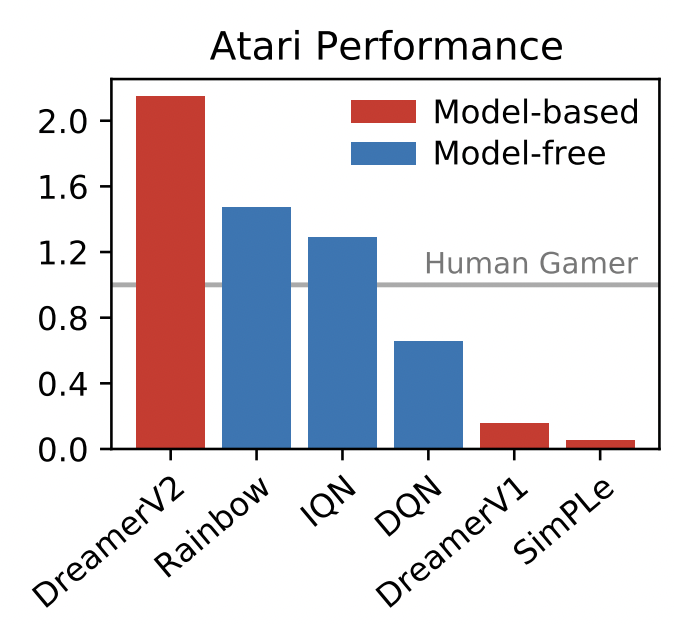 Atari Performance
Model-based
Model-free
Human Gamer
2.0
1.6
1.2
0.8
0.4
0.0
DreamerV2
Rainbow
IQN
DQN
DreamerV1
SimPLe